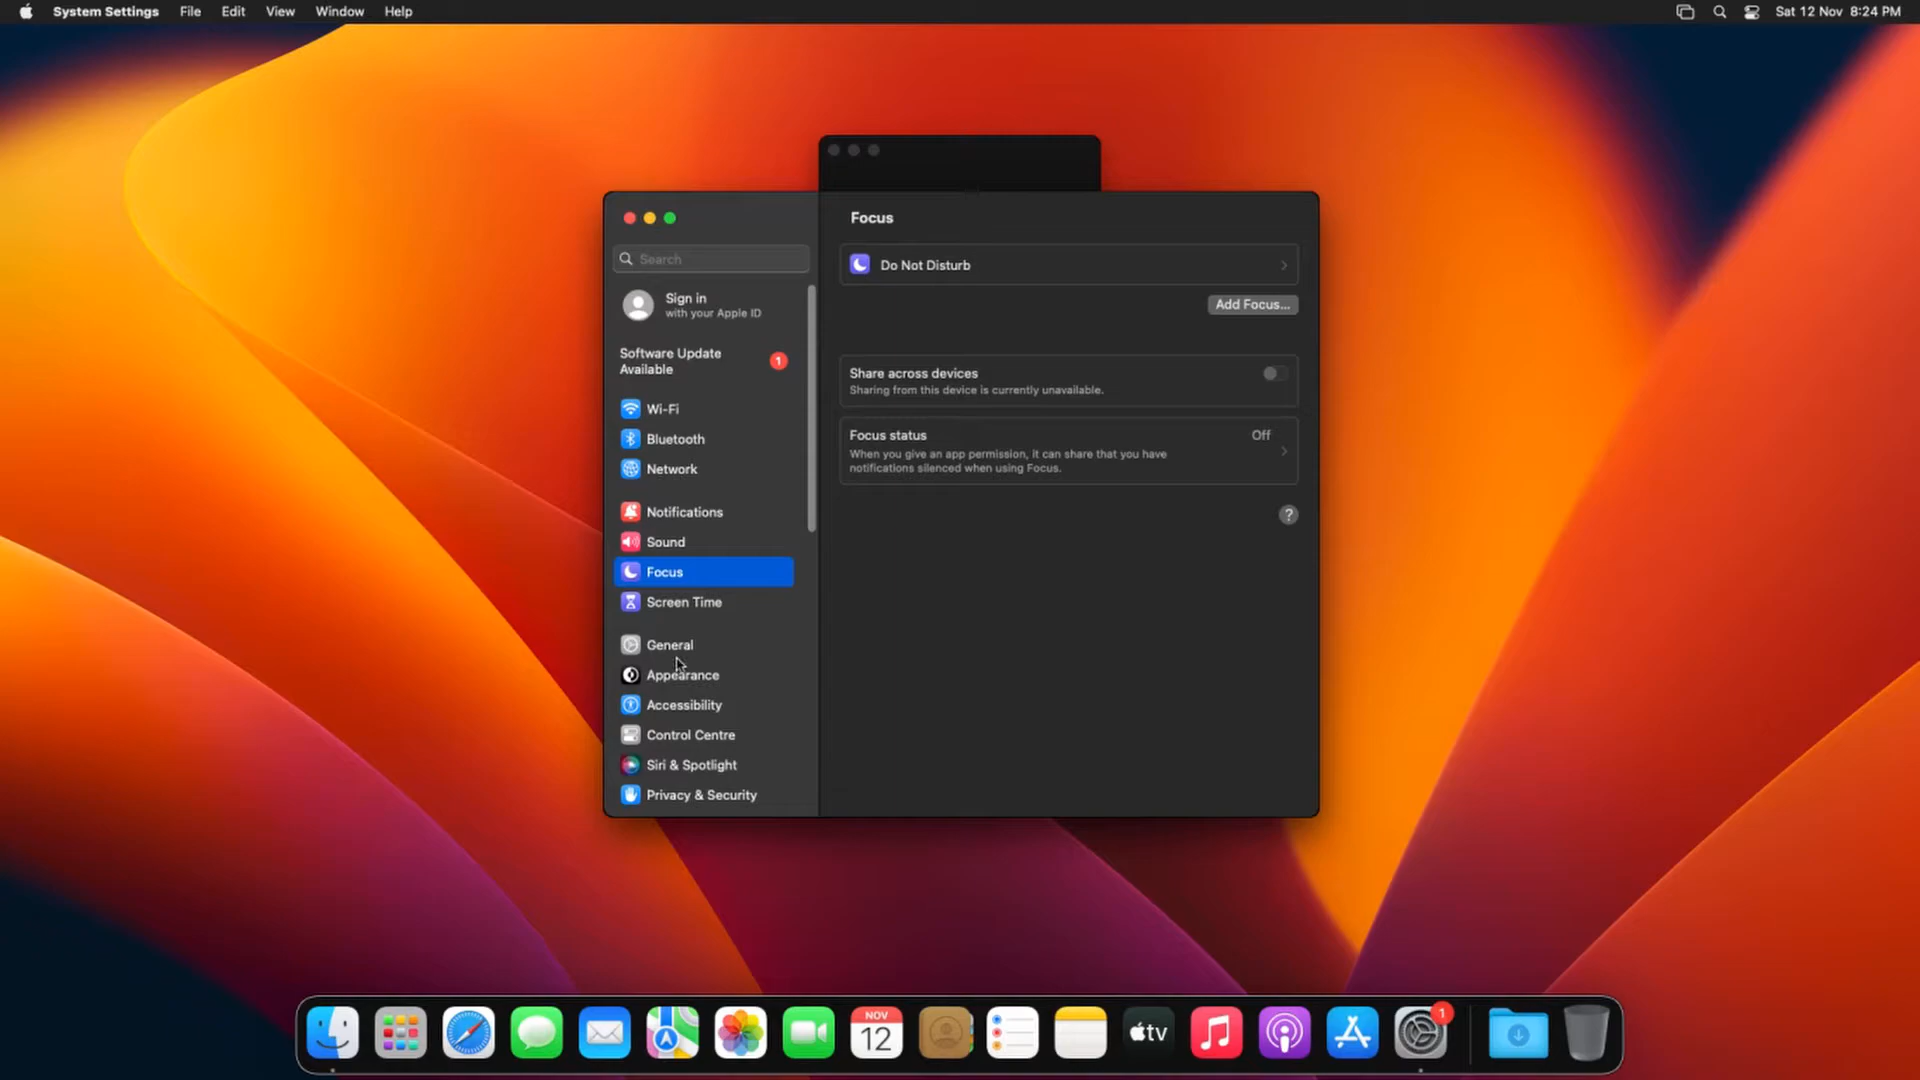 System Settings File Edit View Window Help
Sat 12 Nov 8:24 PM
Search
Sign in
with your Apple ID
Software Update
Available
1
Wi-Fi
Bluetooth
Network
Notifications
Sound
Focus
Screen Time
General
Appearance
Accessibility
Control Centre
Siri & Spotlight
Privacy & Security
Focus
Do Not Disturb
Add Focus...
Share across devices
Sharing from this device is currently unavailable.
Focus status
Off
When you give an app permission, it can share that you have
notifications silenced when using Focus.
?
NOV
12
tv
1